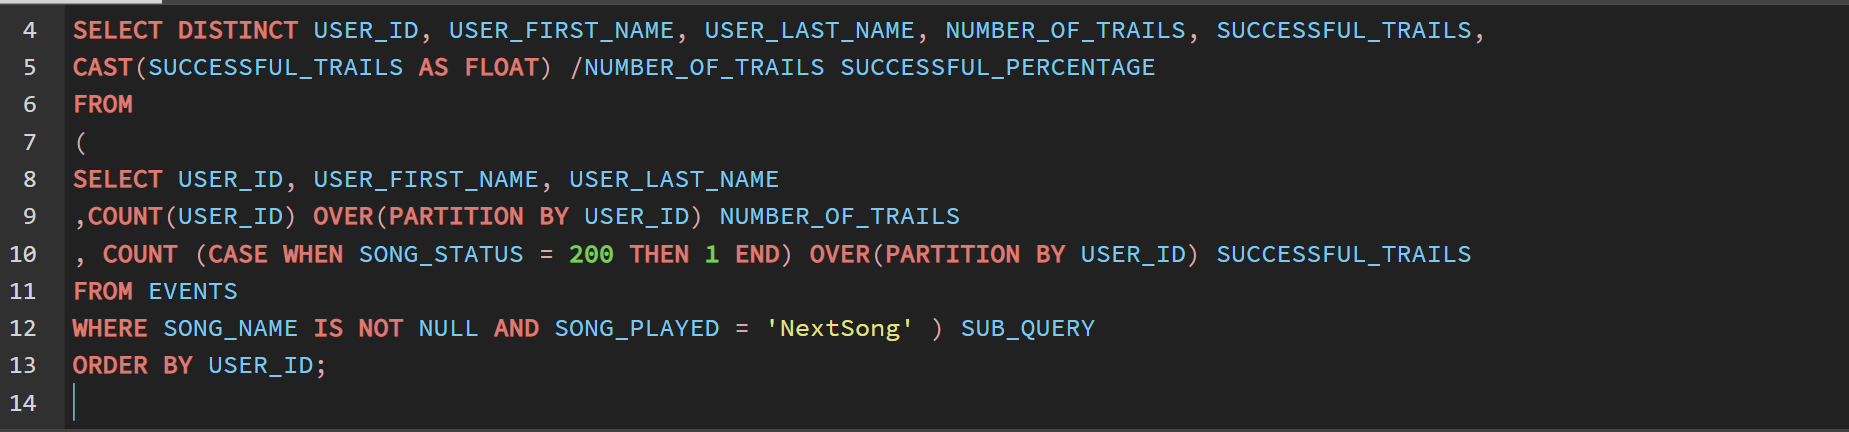 4 SELECT DISTINCT USER_ID, USER_FIRST_NAME, USER_LAST_NAME, NUMBER_OF_TRAILS, SUCCESSFUL_TRAILS,
5 CAST(SUCCESSFUL_TRAILS AS FLOAT) /NUMBER_OF_TRAILS SUCCESSFUL_PERCENTAGE
6 FROM
7 (
8 SELECT USER_ID, USER_FIRST_NAME, USER_LAST_NAME
9 ,COUNT(USER_ID) OVER(PARTITION BY USER_ID) NUMBER_OF_TRAILS
10 , COUNT (CASE WHEN SONG_STATUS = 200 THEN 1 END) OVER(PARTITION BY USER_ID) SUCCESSFUL_TRAILS
11 FROM EVENTS
12 WHERE SONG_NAME IS NOT NULL AND SONG_PLAYED = 'NextSong' ) SUB_QUERY
13 ORDER BY USER_ID;
14